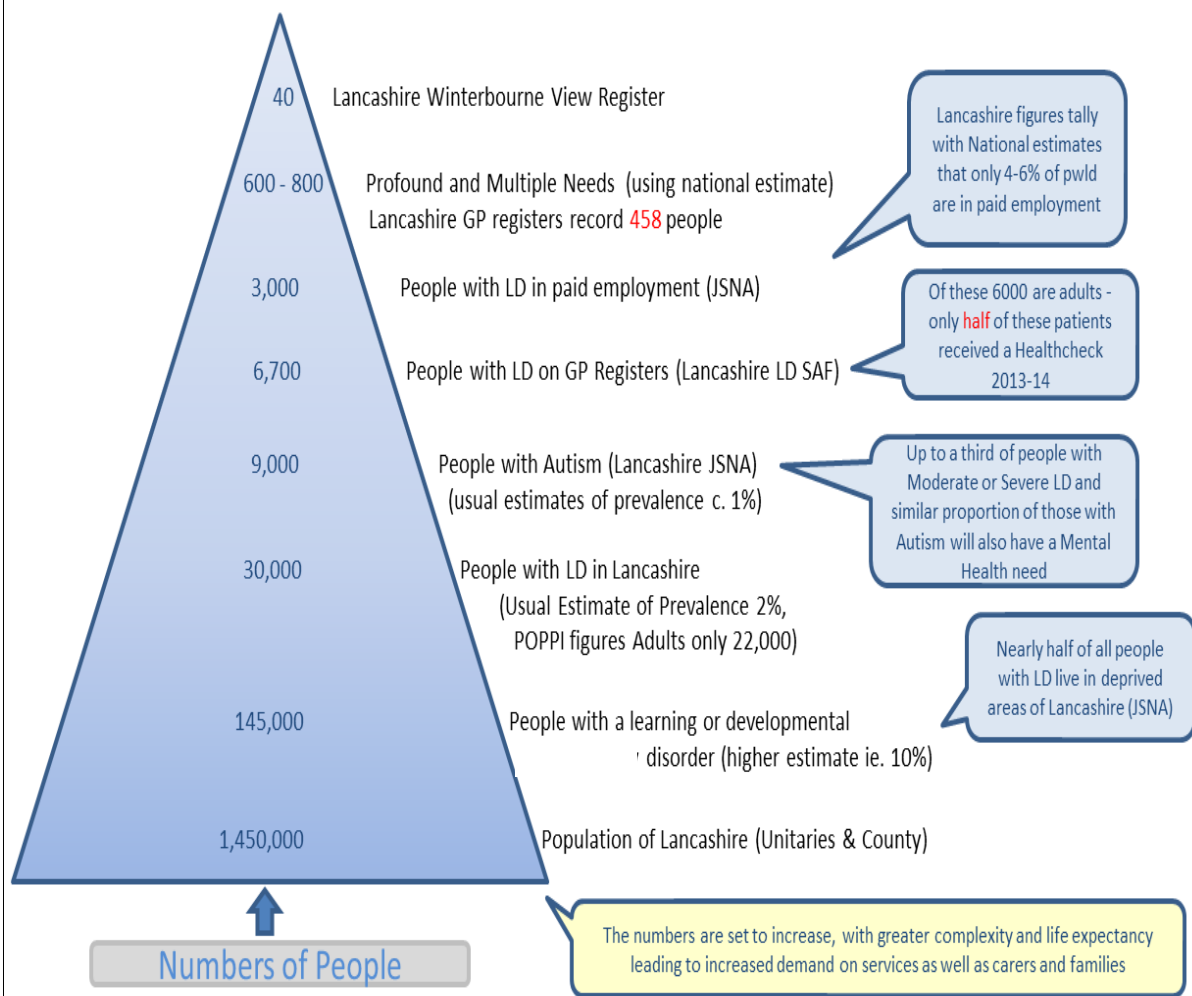 40 Lancashire Winterbourne View Register
Lancashire figures tally
with National estimates
that only 4-6% of pwld
are in paid employment
600 - 800 Profound and Multiple Needs (using national estimate)
Lancashire GP registers record 458 people
3,000 People with LD in paid employment (JSNA)
Of these 6000 are adults -
only half of these patients
received a Healthcheck
2013-14
6,700 People with LD on GP Registers (Lancashire LD SAF)
9,000 People with Autism (Lancashire JSNA)
(usual estimates of prevalence c. 1%)
Up to a third of people with
Moderate or Severe LD and
similar proportion of those with
Autism will also have a Mental
Health need
30,000 People with LD in Lancashire
(Usual Estimate of Prevalence 2%,
POPPI figures Adults only 22,000)
Nearly half of all people
with LD live in deprived
areas of Lancashire (JSNA)
145,000 People with a learning or developmental
disorder (higher estimate ie. 10%)
1,450,000 Population of Lancashire (Unitaries & County)
Numbers of People
The numbers are set to increase, with greater complexity and life expectancy
leading to increased demand on services as well as carers and families